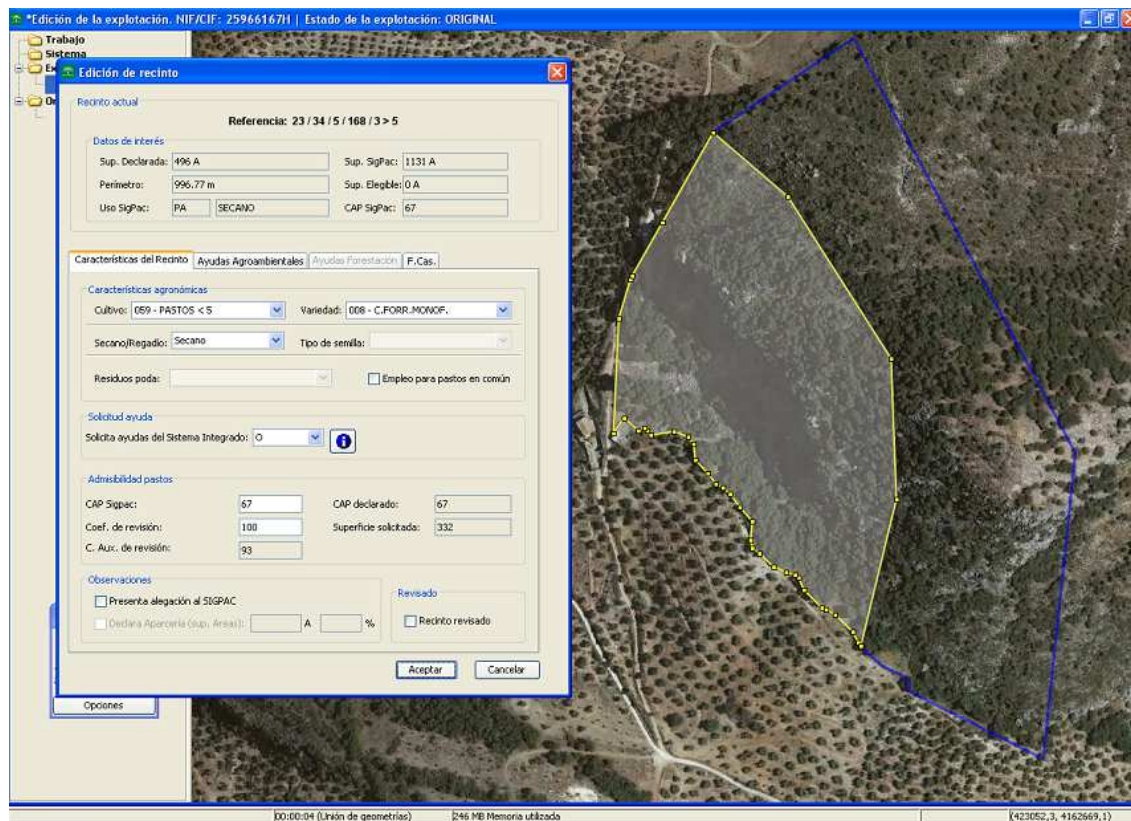 *Edición de la explotación. NIF/CIF: 25966167H | Estado de la explotación: ORIGINAL
Trabajo
Sistema
Ex
Or
Edición de recinto
Recinto actual
Referencia: 23 / 34 / 5 / 168 / 3 > 5
Datos de interés
Sup. Declarada: 496 A Sup. SigPac: 1131 A
Perímetro: 996.77 m Sup. Elegible: 0 A
Uso SigPac: PA SECANO CAP SigPac: 67
Características del Recinto Ayudas Agroambientales Ayudas Forestación F.Cas.
Características agronómicas
Cultivo: 059 - PASTOS < 5 Variedad: 008 - C.FORR.MONOF.
Secano/Regadío: Secano Tipo de semilla:
Residuos poda: Empleo para pastos en común
Solicitud ayuda
Solicita ayudas del Sistema Integrado: O
Admisibilidad pastos
CAP Sigpac: 67 CAP declarado: 67
Coef. de revisión: 100 Superficie solicitada: 332
C. Aux. de revisión: 93
Observaciones
Presenta alegación al SIGPAC
Declara Aparcería (sup. Areas): A %
Revisado
Recinto revisado
Aceptar Cancelar
Opciones
00:00:04 (Unión de geometrías) 246 MB Memoria utilizada (423052,3, 4162669,1)